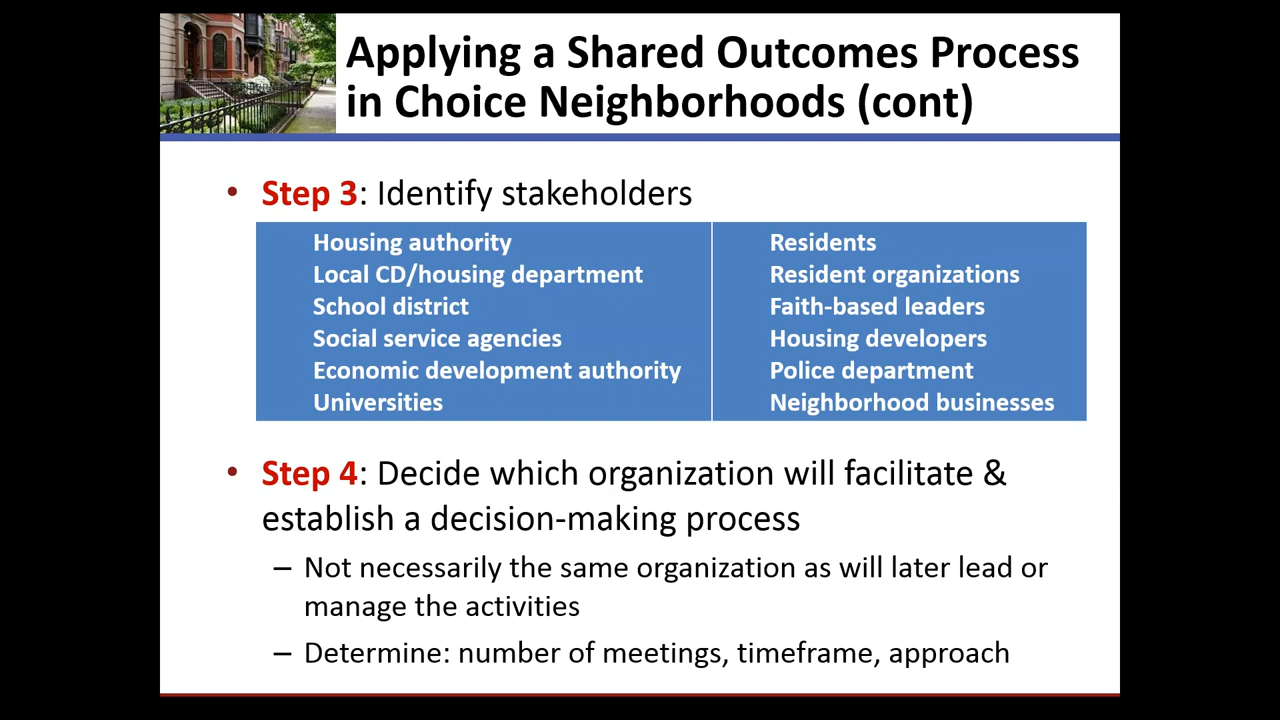 Applying a Shared Outcomes Process
in Choice Neighborhoods (cont)
• Step 3: Identify stakeholders
Housing authority
Local CD/housing department
School district
Social service agencies
Economic development authority
Universities
Residents
Resident organizations
Faith-based leaders
Housing developers
Police department
Neighborhood businesses
• Step 4: Decide which organization will facilitate &
establish a decision-making process
– Not necessarily the same organization as will later lead or
manage the activities
– Determine: number of meetings, timeframe, approach